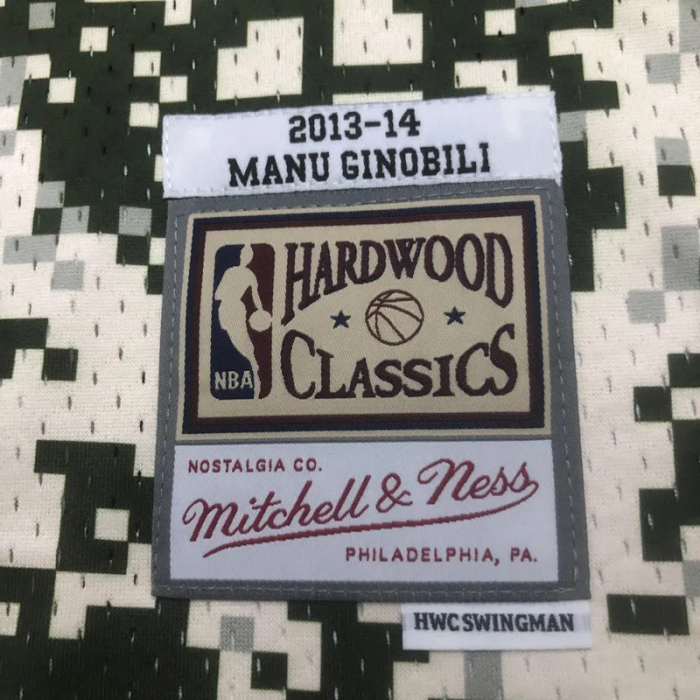 2013-14
MANU GINOBILI
HARDWOOD
CLASSICS
NBA
NOSTALGIA CO.
Mitchell & Ness
PHILADELPHIA, PA.
HWC SWINGMAN